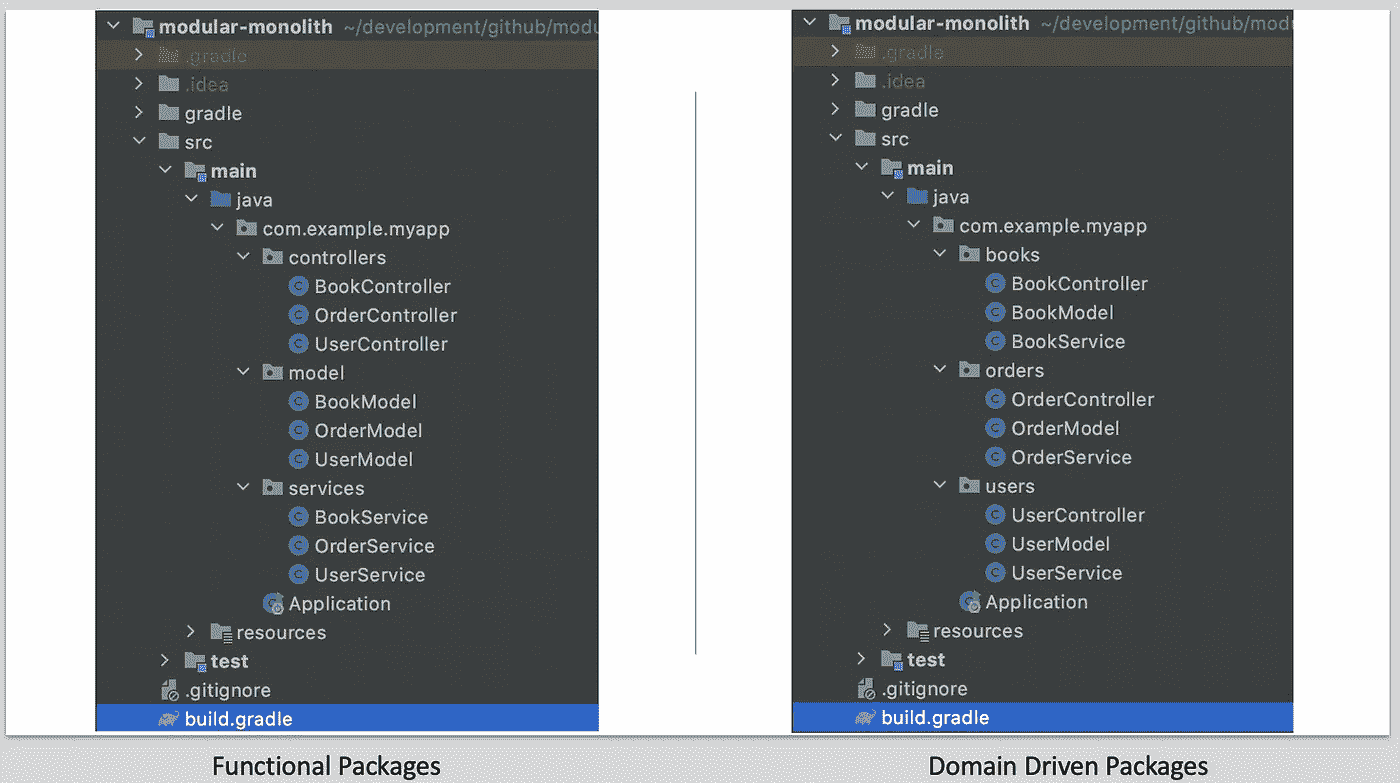 modular-monolith ~/development/github/modu
.gradle
.idea
gradle
src
main
java
com.example.myapp
controllers
BookController
OrderController
UserController
model
BookModel
OrderModel
UserModel
services
BookService
OrderService
UserService
Application
resources
test
.gitignore
build.gradle
Functional Packages
modular-monolith ~/development/github/modu
.gradle
.idea
gradle
src
main
java
com.example.myapp
books
BookController
BookModel
BookService
orders
OrderController
OrderModel
OrderService
users
UserController
UserModel
UserService
Application
resources
test
.gitignore
build.gradle
Domain Driven Packages